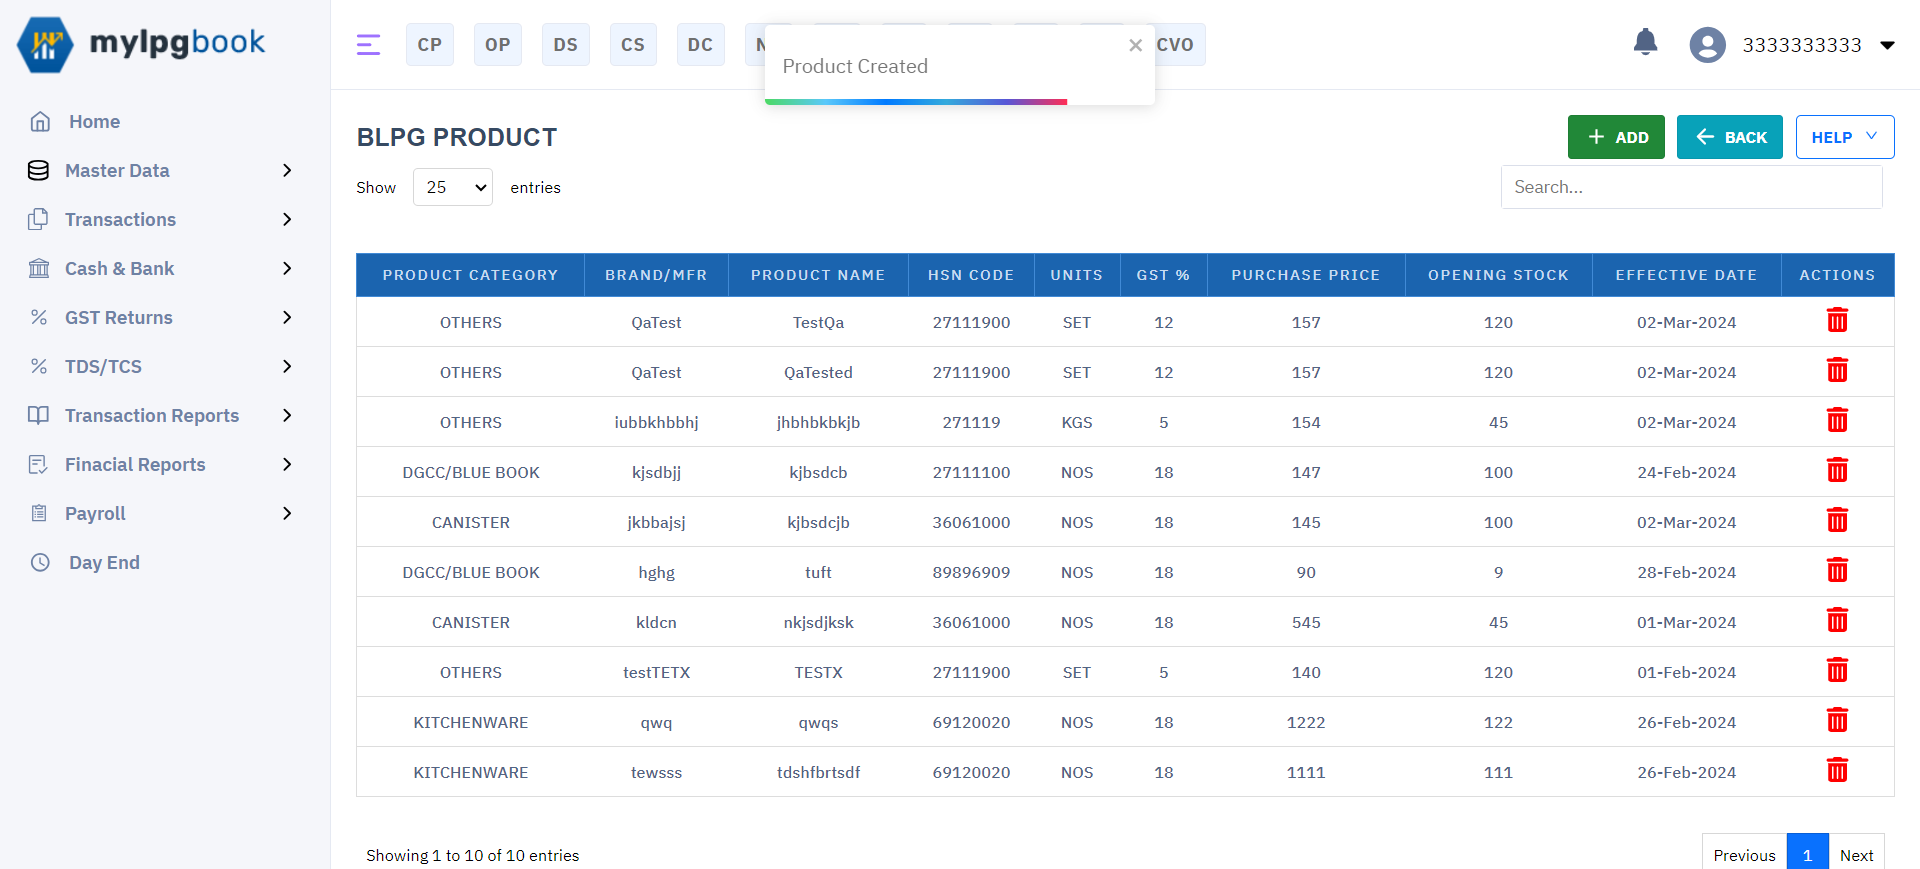 mylpgbook
CP OP DS CS DC N CVO
Product Created
3333333333
Home
Master Data
Transactions
Cash & Bank
GST Returns
TDS/TCS
Transaction Reports
Finacial Reports
Payroll
Day End
BLPG PRODUCT
ADD BACK HELP
Show 25 entries
Search...
PRODUCT CATEGORY BRAND/MFR PRODUCT NAME HSN CODE UNITS GST % PURCHASE PRICE OPENING STOCK EFFECTIVE DATE ACTIONS
OTHERS QaTest TestQa 27111900 SET 12 157 120 02-Mar-2024
OTHERS QaTest QaTested 27111900 SET 12 157 120 02-Mar-2024
OTHERS iubbkhbbhj jhbhbkbkjb 271119 KGS 5 154 45 02-Mar-2024
DGCC/BLUE BOOK kjsdbjj kjbsdcb 27111100 NOS 18 147 100 24-Feb-2024
CANISTER jkbbajsj kjbsdcjb 36061000 NOS 18 145 100 02-Mar-2024
DGCC/BLUE BOOK hghg tuft 89896909 NOS 18 90 9 28-Feb-2024
CANISTER kldcn nkjsdjksk 36061000 NOS 18 545 45 01-Mar-2024
OTHERS testTETX TESTX 27111900 SET 5 140 120 01-Feb-2024
KITCHENWARE qwq qwqs 69120020 NOS 18 1222 122 26-Feb-2024
KITCHENWARE tewsss tdshfbrtsdf 69120020 NOS 18 1111 111 26-Feb-2024
Showing 1 to 10 of 10 entries
Previous 1 Next